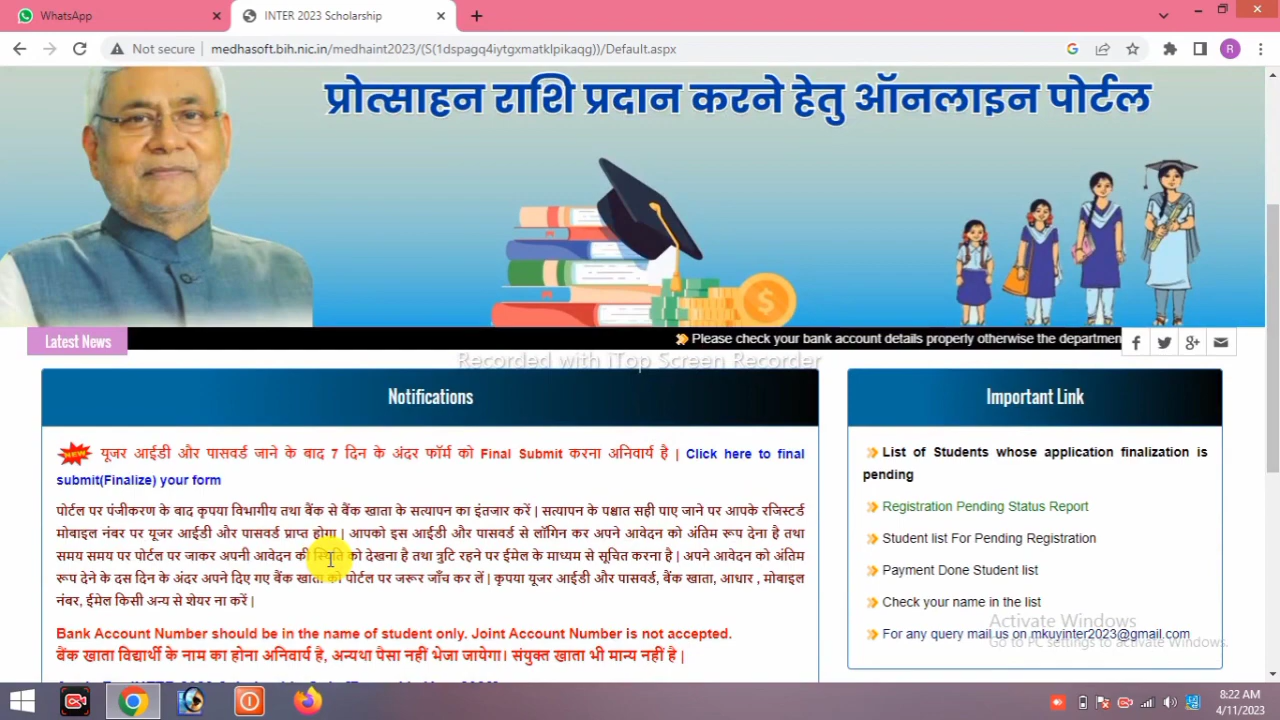 WhatsApp
INTER 2023 Scholarship
Not secure
medhasoft.bih.nic.in/medhaint2023/(S(1dspagq4iytgxmatklpikaqg))/Default.aspx
R
प्रोत्साहन राशि प्रदान करने हेतु ऑनलाइन पोर्टल
Latest News
Please check your bank account details properly otherwise the departmen
Recorded with iTop Screen Recorder
Notifications
NEW यूजर आईडी और पासवर्ड जाने के बाद 7 दिन के अंदर फॉर्म को Final Submit करना अनिवार्य है | Click here to final
submit(Finalize) your form
पोर्टल पर पंजीकरण के बाद कृपया विभागीय तथा बैंक से बैंक खाता के सत्यापन का इंतजार करें | सत्यापन के पश्चात सही पाए जाने पर आपके रजिस्टर्ड
मोबाइल नंबर पर यूजर आईडी और पासवर्ड प्राप्त होगा | आपको इस आईडी और पासवर्ड से लॉगिन कर अपने आवेदन को अंतिम रूप देना है तथा
समय समय पर पोर्टल पर जाकर अपनी आवेदन की स्थिति को देखना है तथा त्रुटि रहने पर ईमेल के माध्यम से सूचित करना है | अपने आवेदन को अंतिम
रूप देने के दस दिन के अंदर अपने दिए गए बैंक खाता को पोर्टल पर जरूर जाँच कर लें | कृपया यूजर आईडी और पासवर्ड, बैंक खाता, आधार , मोबाइल
नंबर, ईमेल किसी अन्य से शेयर ना करें |
Bank Account Number should be in the name of student only. Joint Account Number is not accepted.
बैंक खाता विद्यार्थी के नाम का होना अनिवार्य है, अन्यथा पैसा नहीं भेजा जायेगा। संयुक्त खाता भी मान्य नहीं है |
Important Link
List of Students whose application finalization is
pending
Registration Pending Status Report
Student list For Pending Registration
Payment Done Student list
Check your name in the list
For any query mail us on mkuyinter2023@gmail.com
Activate Windows
Go to PC settings to activate Windows.
8:22 AM
4/11/2023